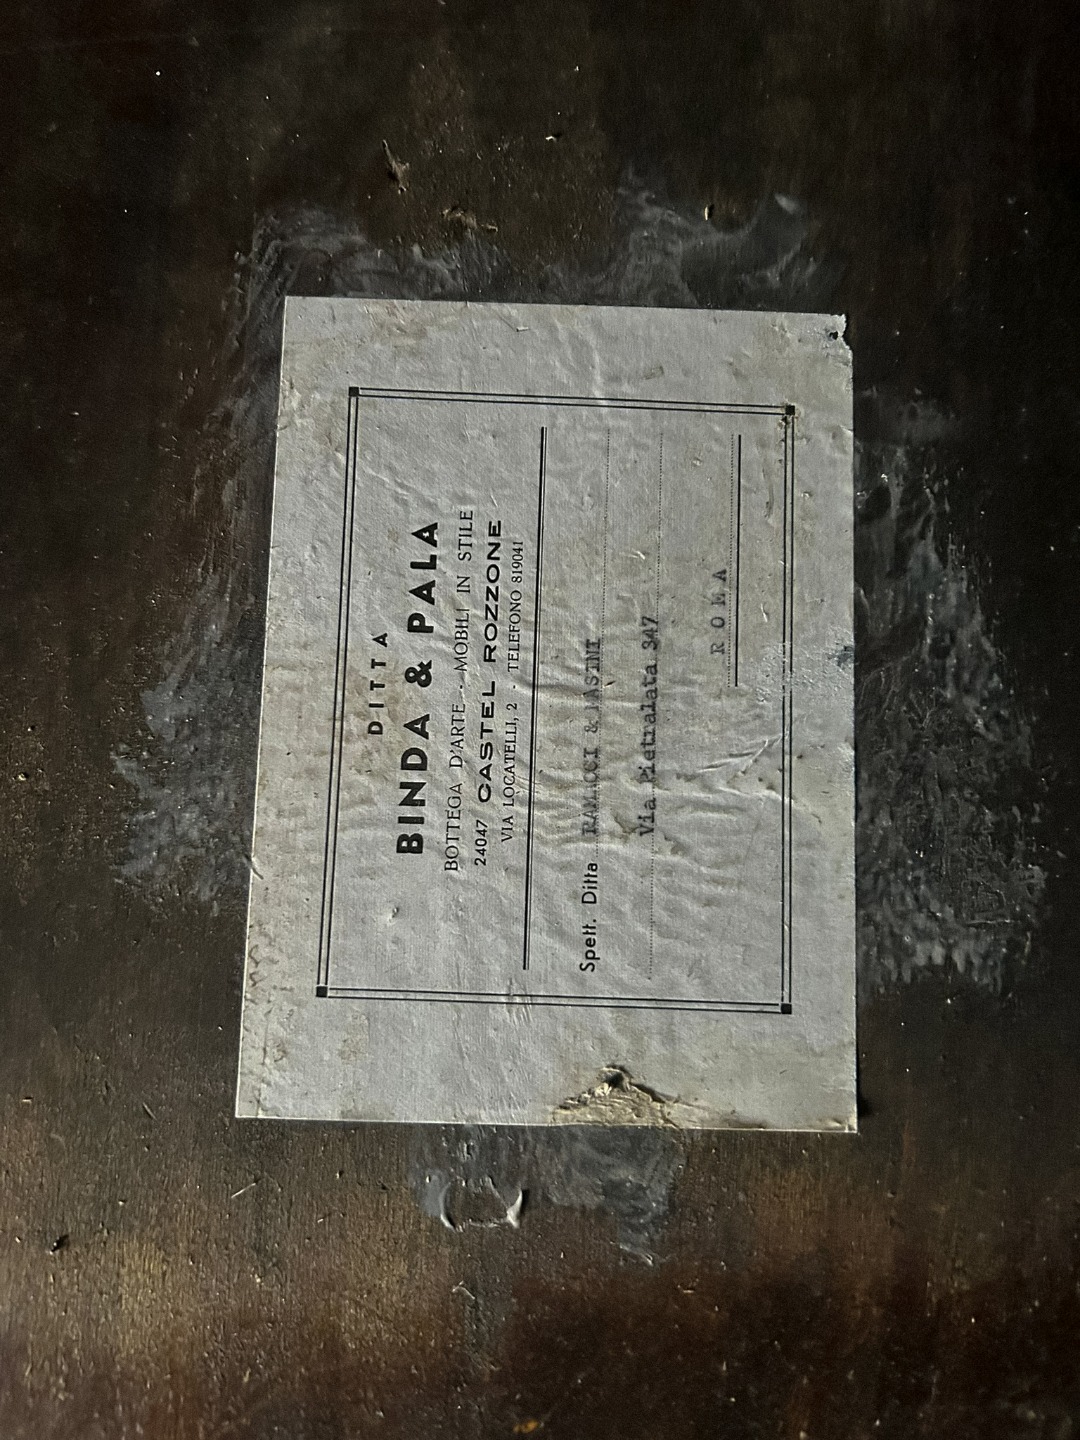 DITTA
BINDA & PALA
BOTTEGA D'ARTE - MOBILI IN STILE
24047 CASTEL ROZZONE
VIA LOCATELLI, 2 - TELEFONO 819041
Spett. Ditta &
Via Pietralata 347
ROMA